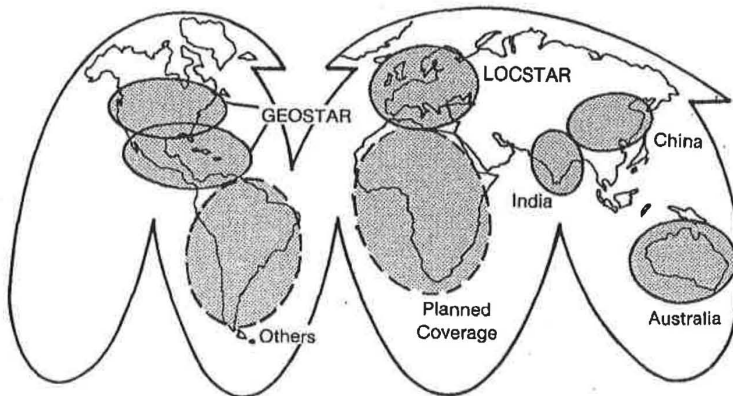 LOCSTAR
GEOSTAR
China
India
Planned
Coverage
Australia
Others